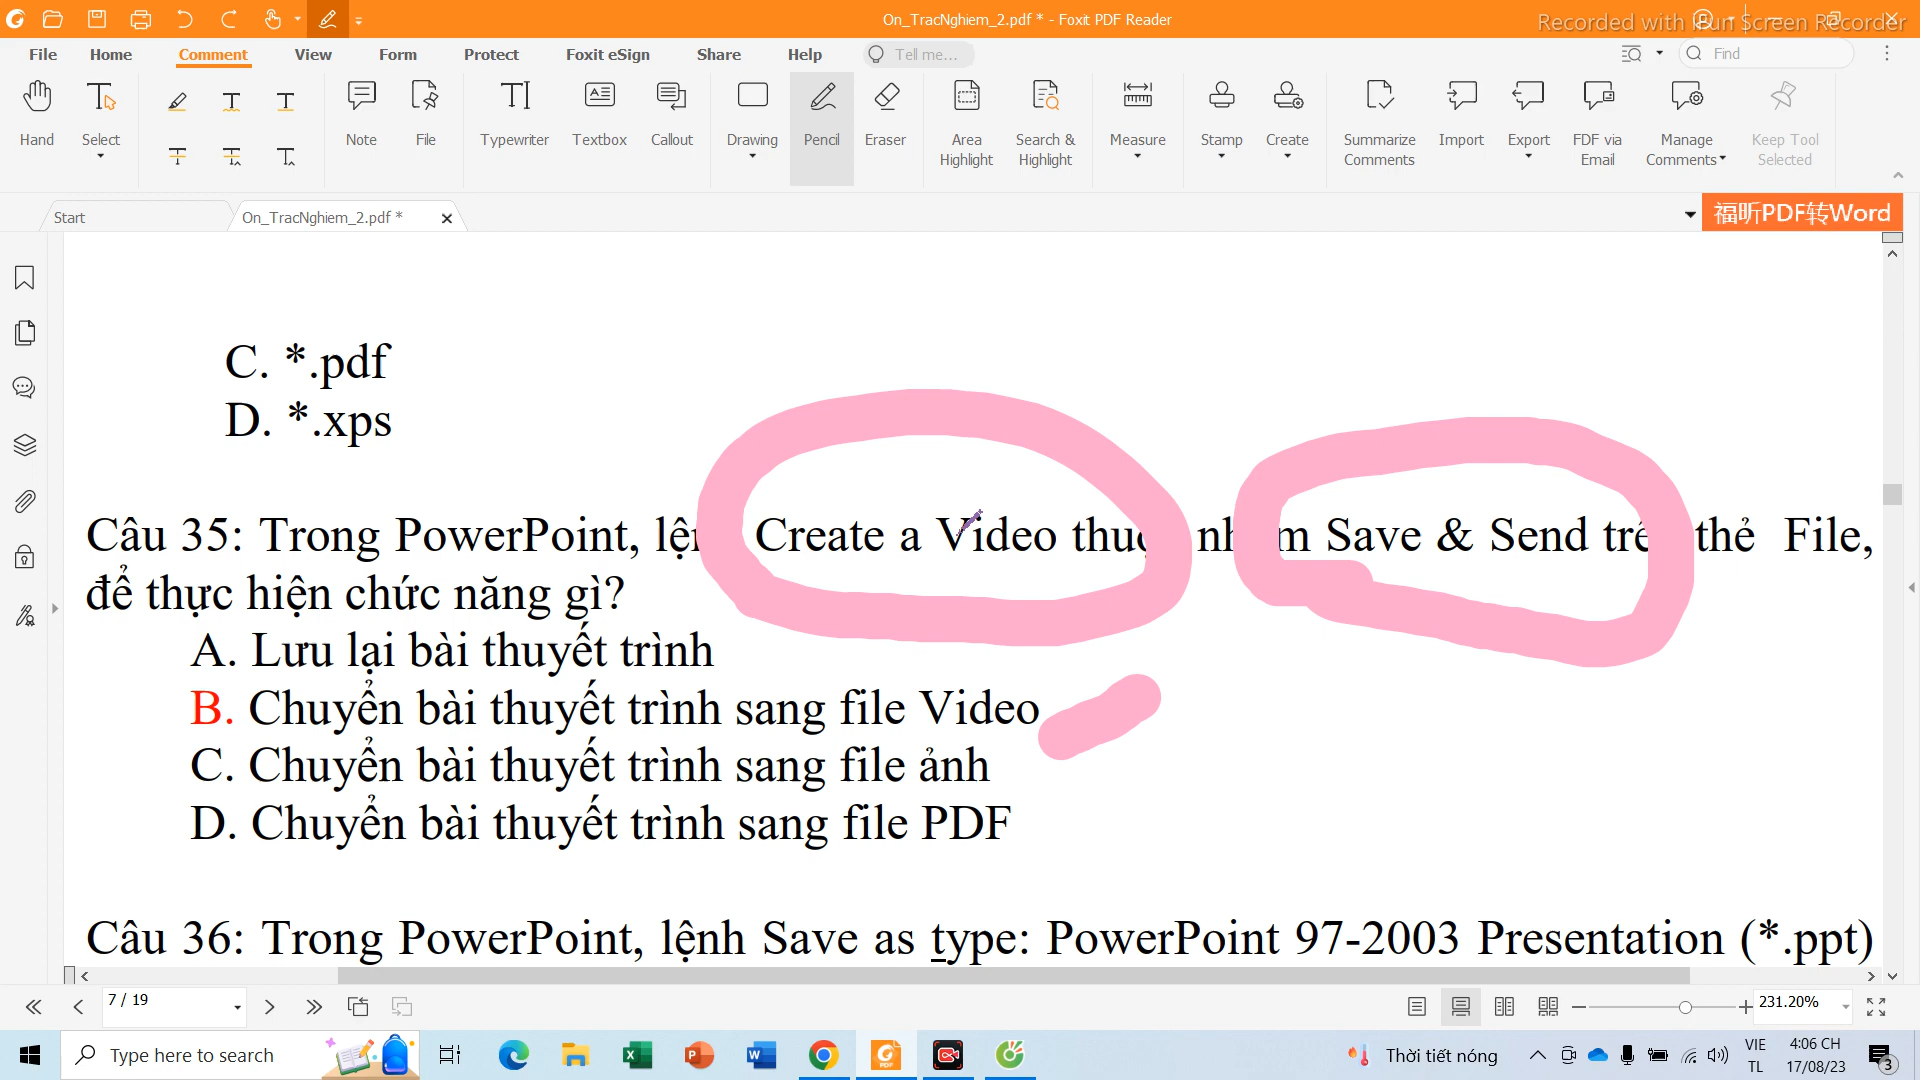 On_TracNghiem_2.pdf * - Foxit PDF Reader
Recorded with iFun Screen Recorder
File Home Comment View Form Protect Foxit eSign Share Help Tell me... Find
Hand Select Note File Typewriter Textbox Callout Drawing Pencil Eraser Area Highlight Search & Highlight Measure Stamp Create Summarize Comments Import Export FDF via Email Manage Comments Keep Tool Selected
Start On_TracNghiem_2.pdf * 福昕PDF转Word
C. *.pdf
D. *.xps
Câu 35: Trong PowerPoint, Create a Video Save & Send thẻ File,
để thực hiện chức năng gì?
A. Lưu lại bài thuyết trình
B. Chuyển bài thuyết trình sang file Video
C. Chuyển bài thuyết trình sang file ảnh
D. Chuyển bài thuyết trình sang file PDF
Câu 36: Trong PowerPoint, lệnh Save as type: PowerPoint 97-2003 Presentation (*.ppt)
7 / 19 231.20%
Type here to search Thời tiết nóng VIE 4:06 CH
TL 17/08/23 3